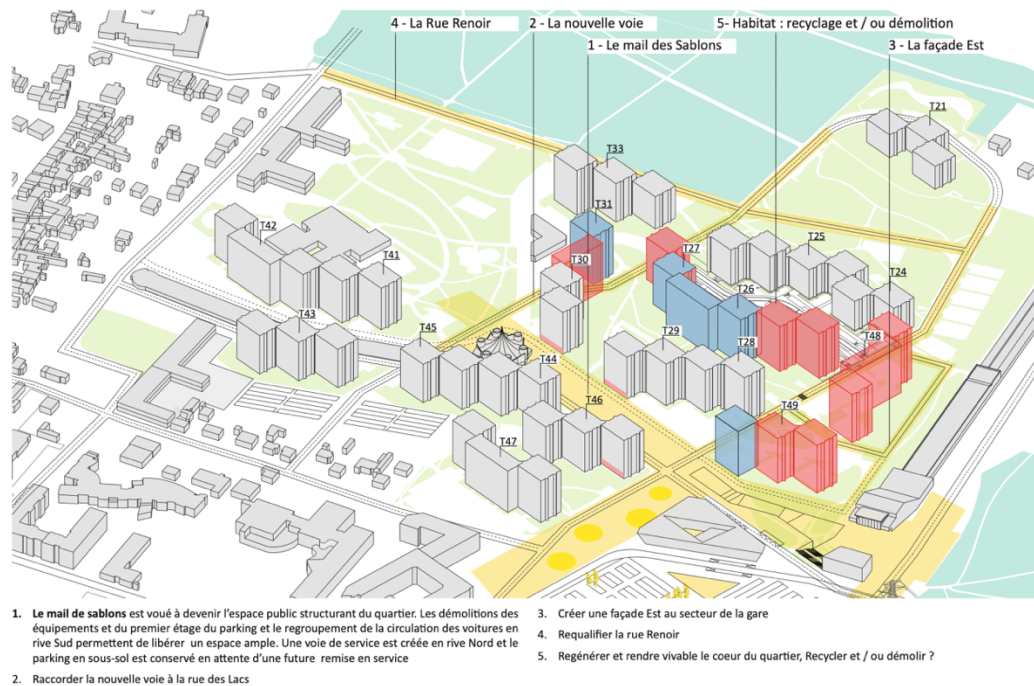 4 - La Rue Renoir
2 - La nouvelle voie
5- Habitat : recyclage et / ou démolition
1 - Le mail des Sablons
3 - La façade Est
T21
T33
T31
T42
T41
T30
T27
T25
T26
T24
T43
T45
T29
T28
T48
T44
T46
T49
T47
1. Le mail de sablons est voué à devenir l'espace public structurant du quartier. Les démolitions des
équipements et du premier étage du parking et le regroupement de la circulation des voitures en
rive Sud permettent de libérer un espace ample. Une voie de service est créée en rive Nord et le
parking en sous-sol est conservé en attente d'une future remise en service
2. Raccorder la nouvelle voie à la rue des Lacs
3. Créer une façade Est au secteur de la gare
4. Requalifier la rue Renoir
5. Regénérer et rendre vivable le coeur du quartier, Recycler et / ou démolir ?